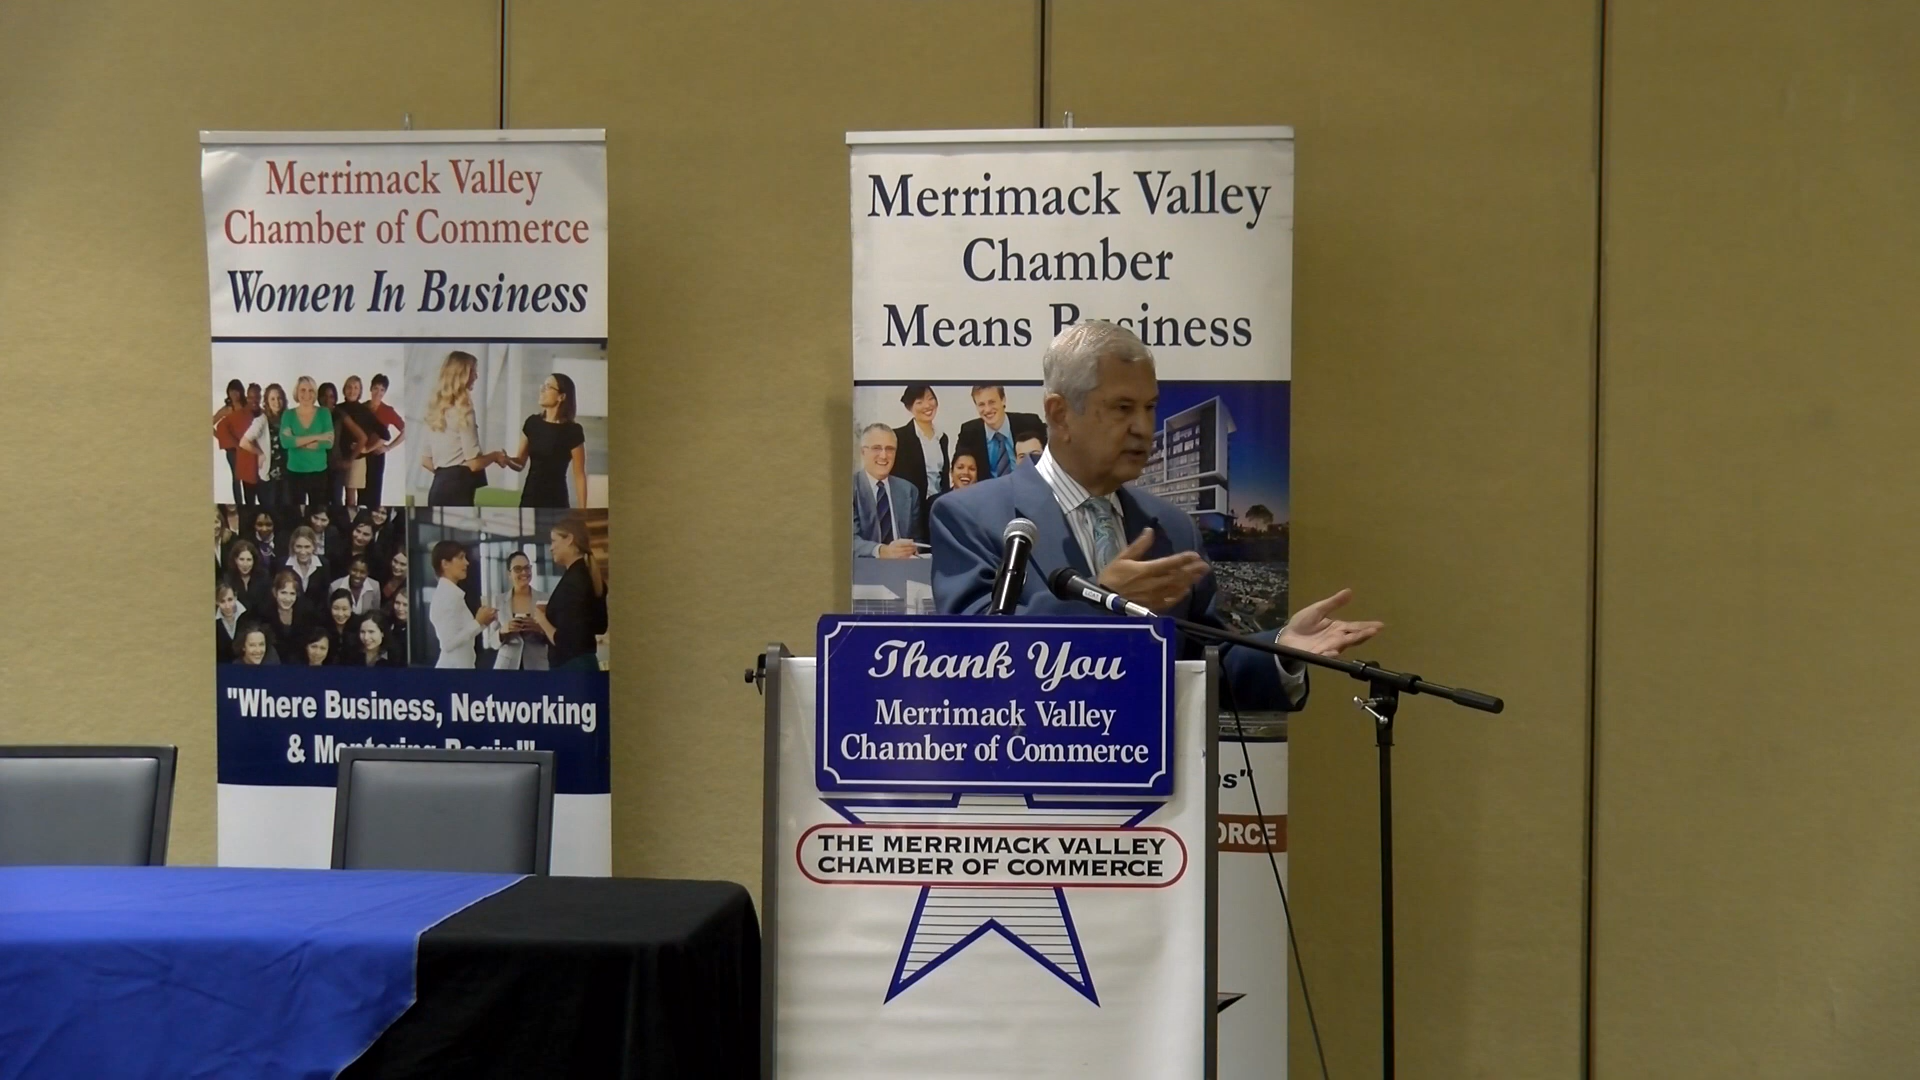 Merrimack Valley
Chamber of Commerce
Women In Business
"Where Business, Networking
&
Merrimack Valley
Chamber
Means Business
Thank You
Merrimack Valley
Chamber of Commerce
THE MERRIMACK VALLEY
CHAMBER OF COMMERCE